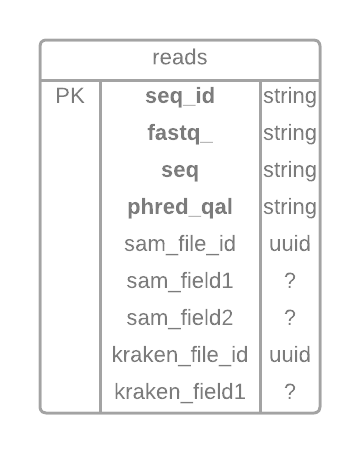 reads
PK seq_id string
fastq_ string
seq string
phred_qal string
sam_file_id uuid
sam_field1 ?
sam_field2 ?
kraken_file_id uuid
kraken_field1 ?